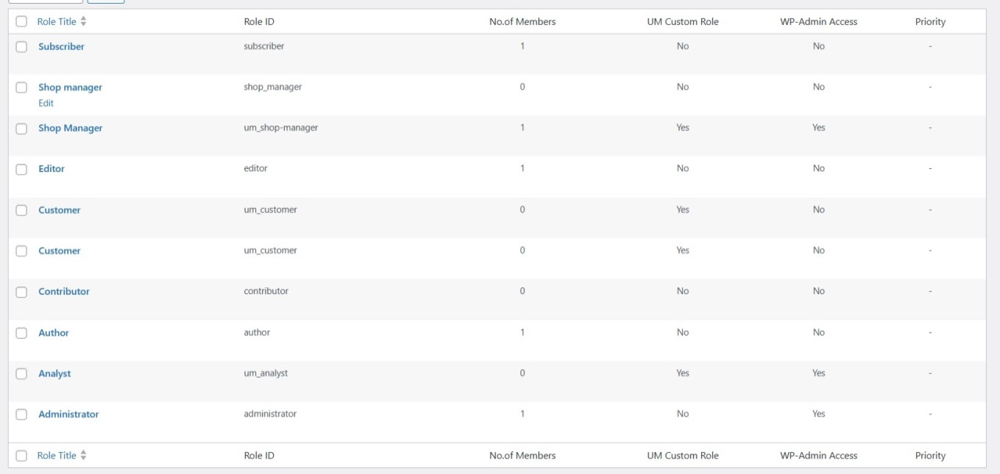 Role Title Role ID No.of Members UM Custom Role WP-Admin Access Priority
Subscriber subscriber 1 No No -
Shop manager shop_manager 0 No No -
Edit
Shop Manager um_shop-manager 1 Yes Yes -
Editor editor 1 No No -
Customer um_customer 0 Yes No -
Customer um_customer 0 Yes No -
Contributor contributor 0 No No -
Author author 1 No No -
Analyst um_analyst 0 Yes Yes -
Administrator administrator 1 No Yes -
Role Title Role ID No.of Members UM Custom Role WP-Admin Access Priority